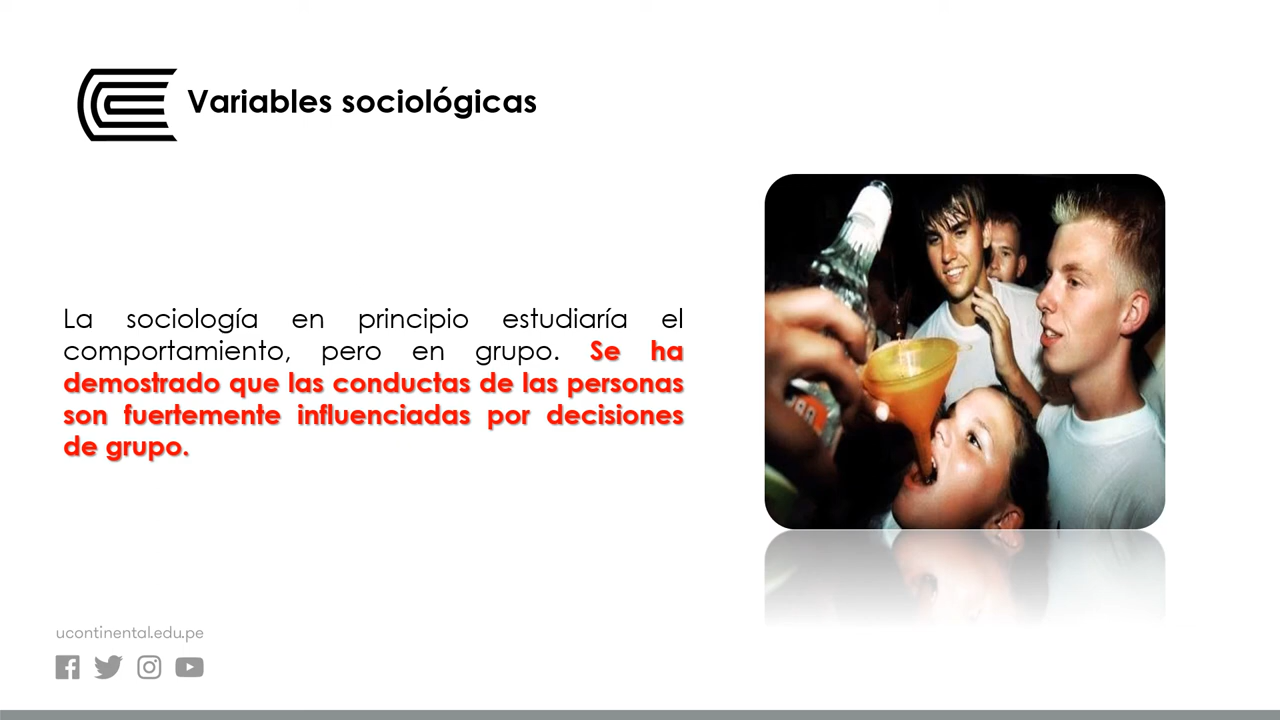 Variables sociológicas
La sociología en principio estudiaría el
comportamiento, pero en grupo. Se ha
demostrado que las conductas de las personas
son fuertemente influenciadas por decisiones
de grupo.
ucontinental.edu.pe